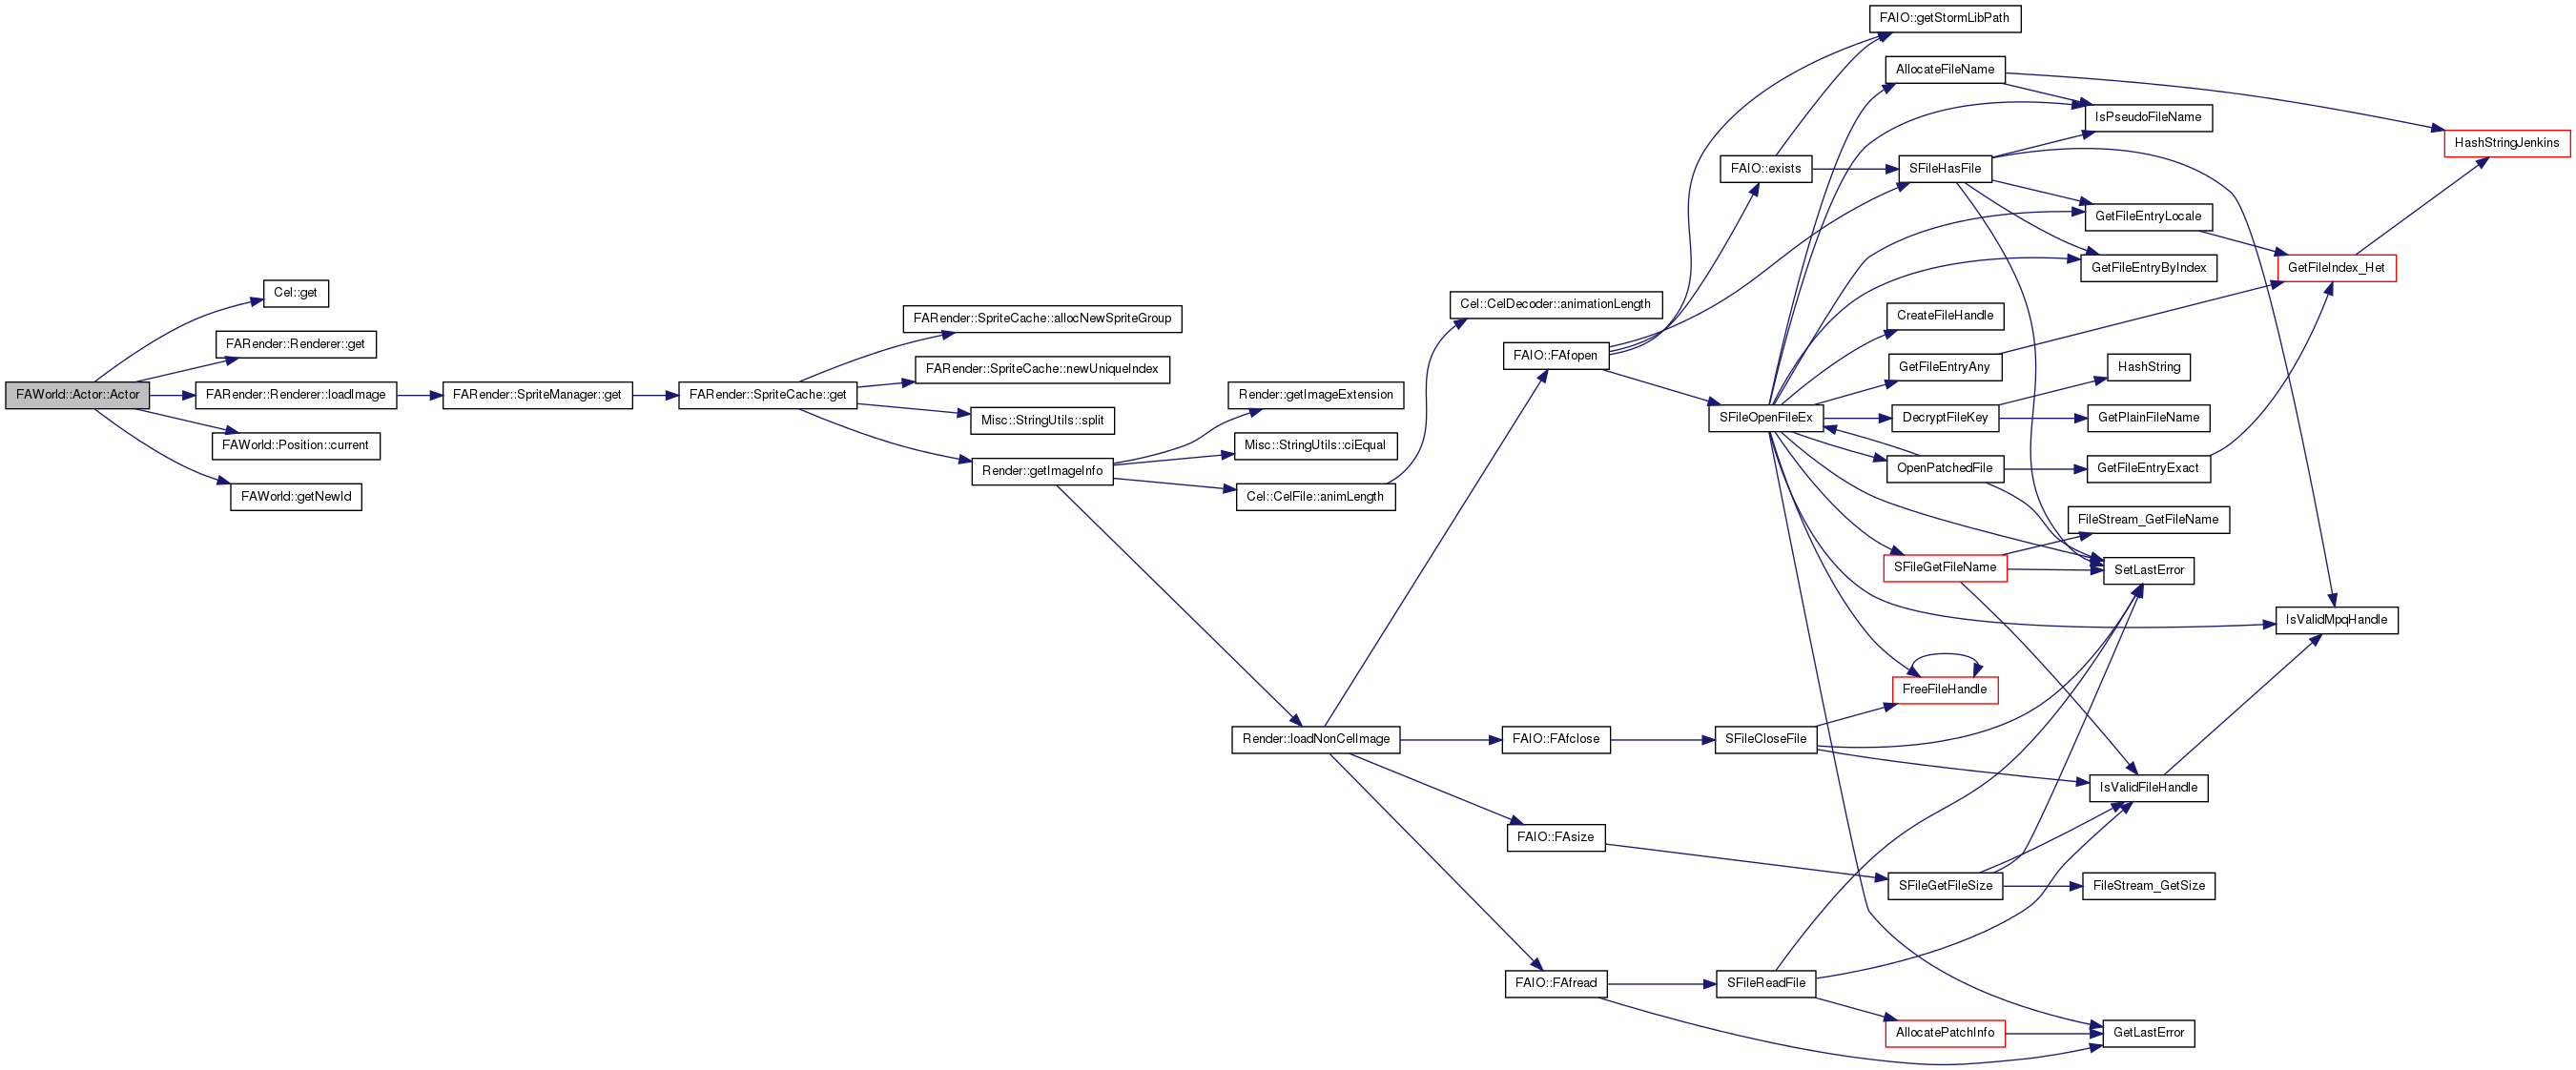 FAWorld::Actor::Actor
Cel::get
FARender::Renderer::get
FARender::Renderer::loadImage
FAWorld::Position::current
FAWorld::getNewId
FARender::SpriteManager::get
FARender::SpriteCache::get
FARender::SpriteCache::allocNewSpriteGroup
FARender::SpriteCache::newUniqueIndex
Misc::StringUtils::split
Render::getImageInfo
Render::getImageExtension
Misc::StringUtils::ciEqual
Cel::CelFile::animLength
Render::loadNonCelImage
Cel::CelDecoder::animationLength
FAIO::FAfopen
FAIO::FAfclose
FAIO::FAsize
FAIO::FAfread
FAIO::exists
SFileOpenFileEx
SFileCloseFile
SFileReadFile
FAIO::getStormLibPath
AllocateFileName
SFileHasFile
CreateFileHandle
GetFileEntryAny
DecryptFileKey
OpenPatchedFile
SFileGetFileName
FreeFileHandle
SFileGetFileSize
AllocatePatchInfo
IsPseudoFileName
GetFileEntryLocale
GetFileEntryByIndex
HashString
GetPlainFileName
GetFileEntryExact
FileStream_GetFileName
SetLastError
IsValidFileHandle
FileStream_GetSize
GetLastError
GetFileIndex_Het
IsValidMpqHandle
HashStringJenkins